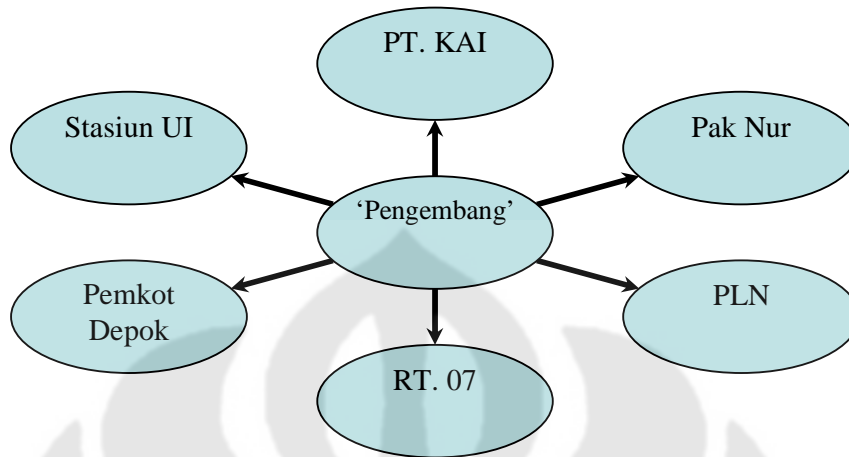 PT. KAI
Stasiun UI
Pak Nur
‘Pengembang’
Pemkot
Depok
PLN
RT. 07